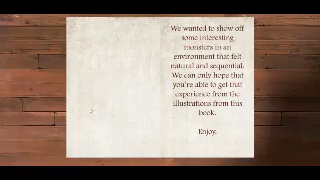 We wanted to show off
some interesting
monsters in an
environment that felt
natural and sequential.
We can only hope that
you're able to get that
experience from the
illustrations from this
book.
Enjoy.